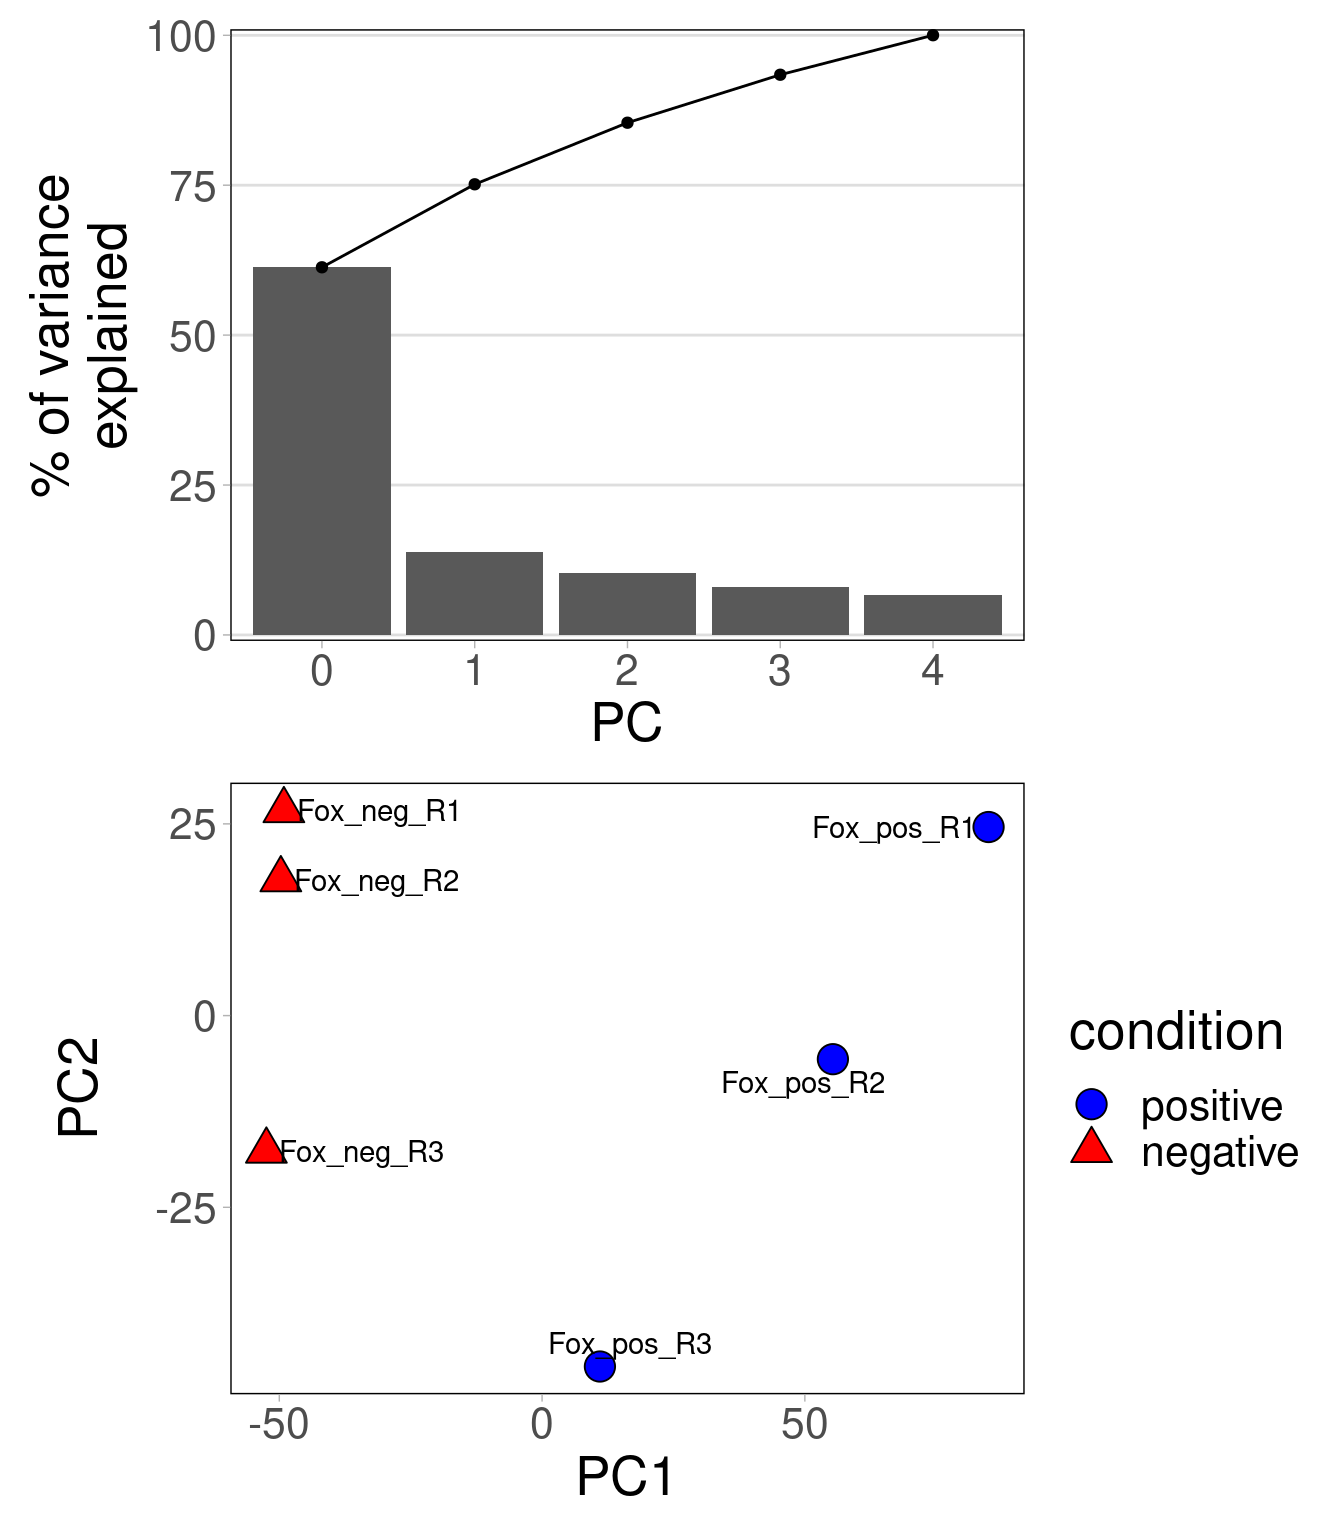 % of variance
explained
100
75
50
25
0
0 1 2 3 4
PC
PC2
25
0
-25
Fox_neg_R1
Fox_pos_R1
Fox_neg_R2
Fox_pos_R2
Fox_neg_R3
Fox_pos_R3
-50 0 50
PC1
condition
positive
negative